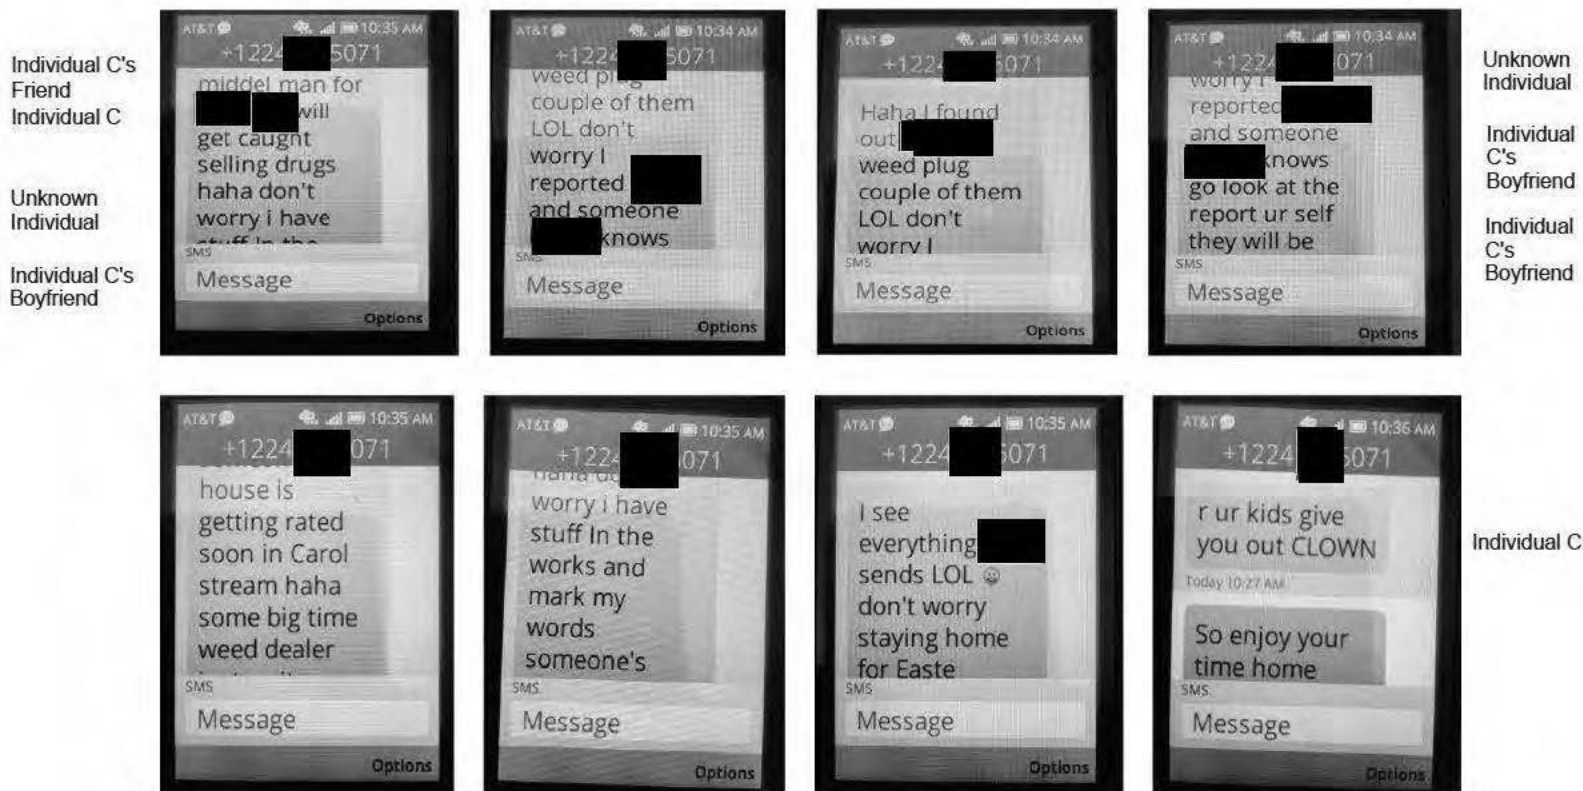 Individual C's
Friend
Individual C
Unknown
Individual
Individual C's
Boyfriend
AT&T 10:35 AM
+1224 5071
middel man for
will
get caught
selling drugs
haha don't
worry i have
stuff In the
SMS
Message
Options
AT&T 10:34 AM
+122 5071
weed plug
couple of them
LOL don't
worry I
reported
and someone
knows
SMS
Message
Options
AT&T 10:34 AM
+122 5071
Haha I found
out
weed plug
couple of them
LOL don't
worry I
SMS
Message
Options
AT&T 10:34 AM
+1224 071
worry I
reported
and someone
knows
go look at the
report ur self
they will be
SMS
Message
Options
Unknown
Individual
Individual
C's
Boyfriend
Individual
C's
Boyfriend
AT&T 10:35 AM
+1224 071
house is
getting rated
soon in Carol
stream haha
some big time
weed dealer
SMS
Message
Options
AT&T 10:35 AM
+1224 071
worry i have
stuff In the
works and
mark my
words
someone's
SMS
Message
Options
AT&T 10:35 AM
+1224 5071
I see
everything
sends LOL 😀
don't worry
staying home
for Easte
SMS
Message
Options
AT&T 10:36 AM
+1224 5071
r ur kids give
you out CLOWN
Today 10:27 AM
So enjoy your
time home
SMS
Message
Options
Individual C